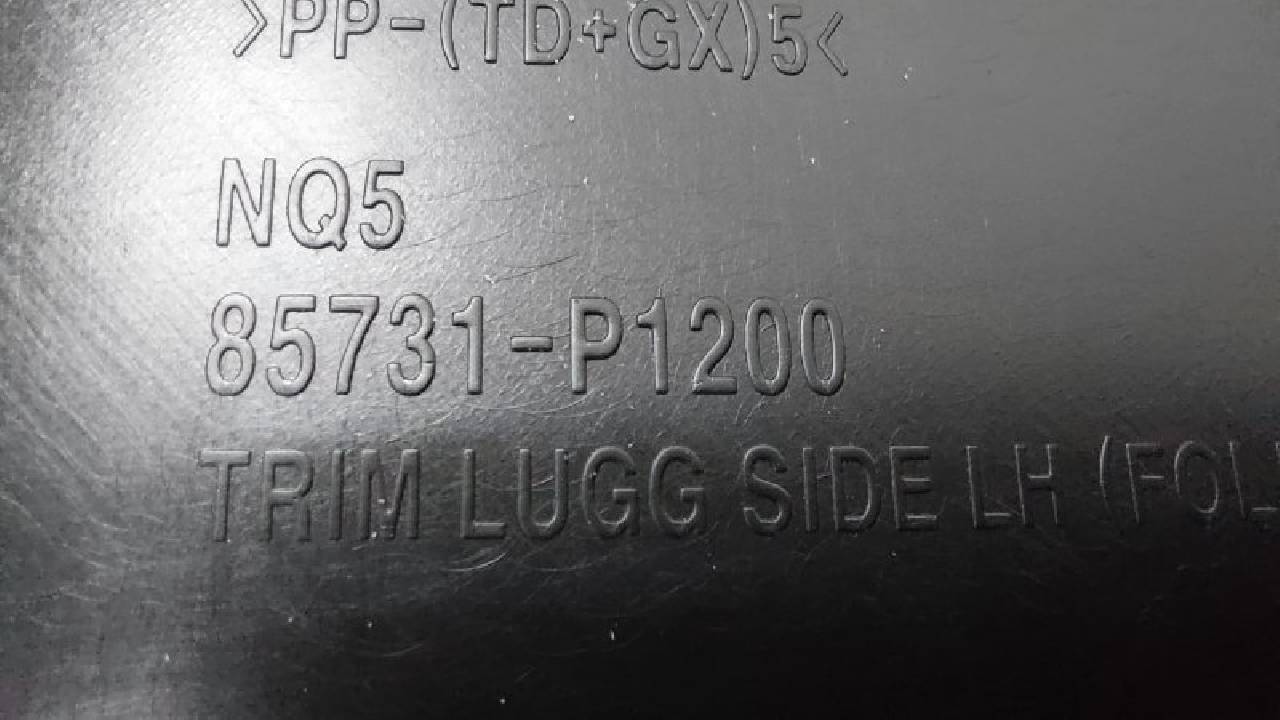 >PP-(TD+GX)5<
NQ5
85731-P1200
TRIM LUGG SIDE LH